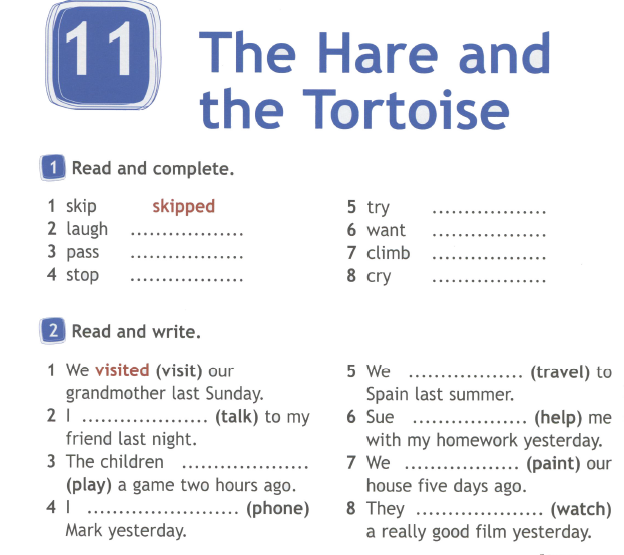 11
The Hare and
the Tortoise
1 Read and complete.
1 skip skipped
2 laugh ..................
3 pass ..................
4 stop ..................
5 try ..................
6 want ..................
7 climb ..................
8 cry ..................
2 Read and write.
1 We visited (visit) our
grandmother last Sunday.
2 I .................... (talk) to my
friend last night.
3 The children ....................
(play) a game two hours ago.
4 I ........................ (phone)
Mark yesterday.
5 We .................. (travel) to
Spain last summer.
6 Sue .................. (help) me
with my homework yesterday.
7 We .................. (paint) our
house five days ago.
8 They .................... (watch)
a really good film yesterday.